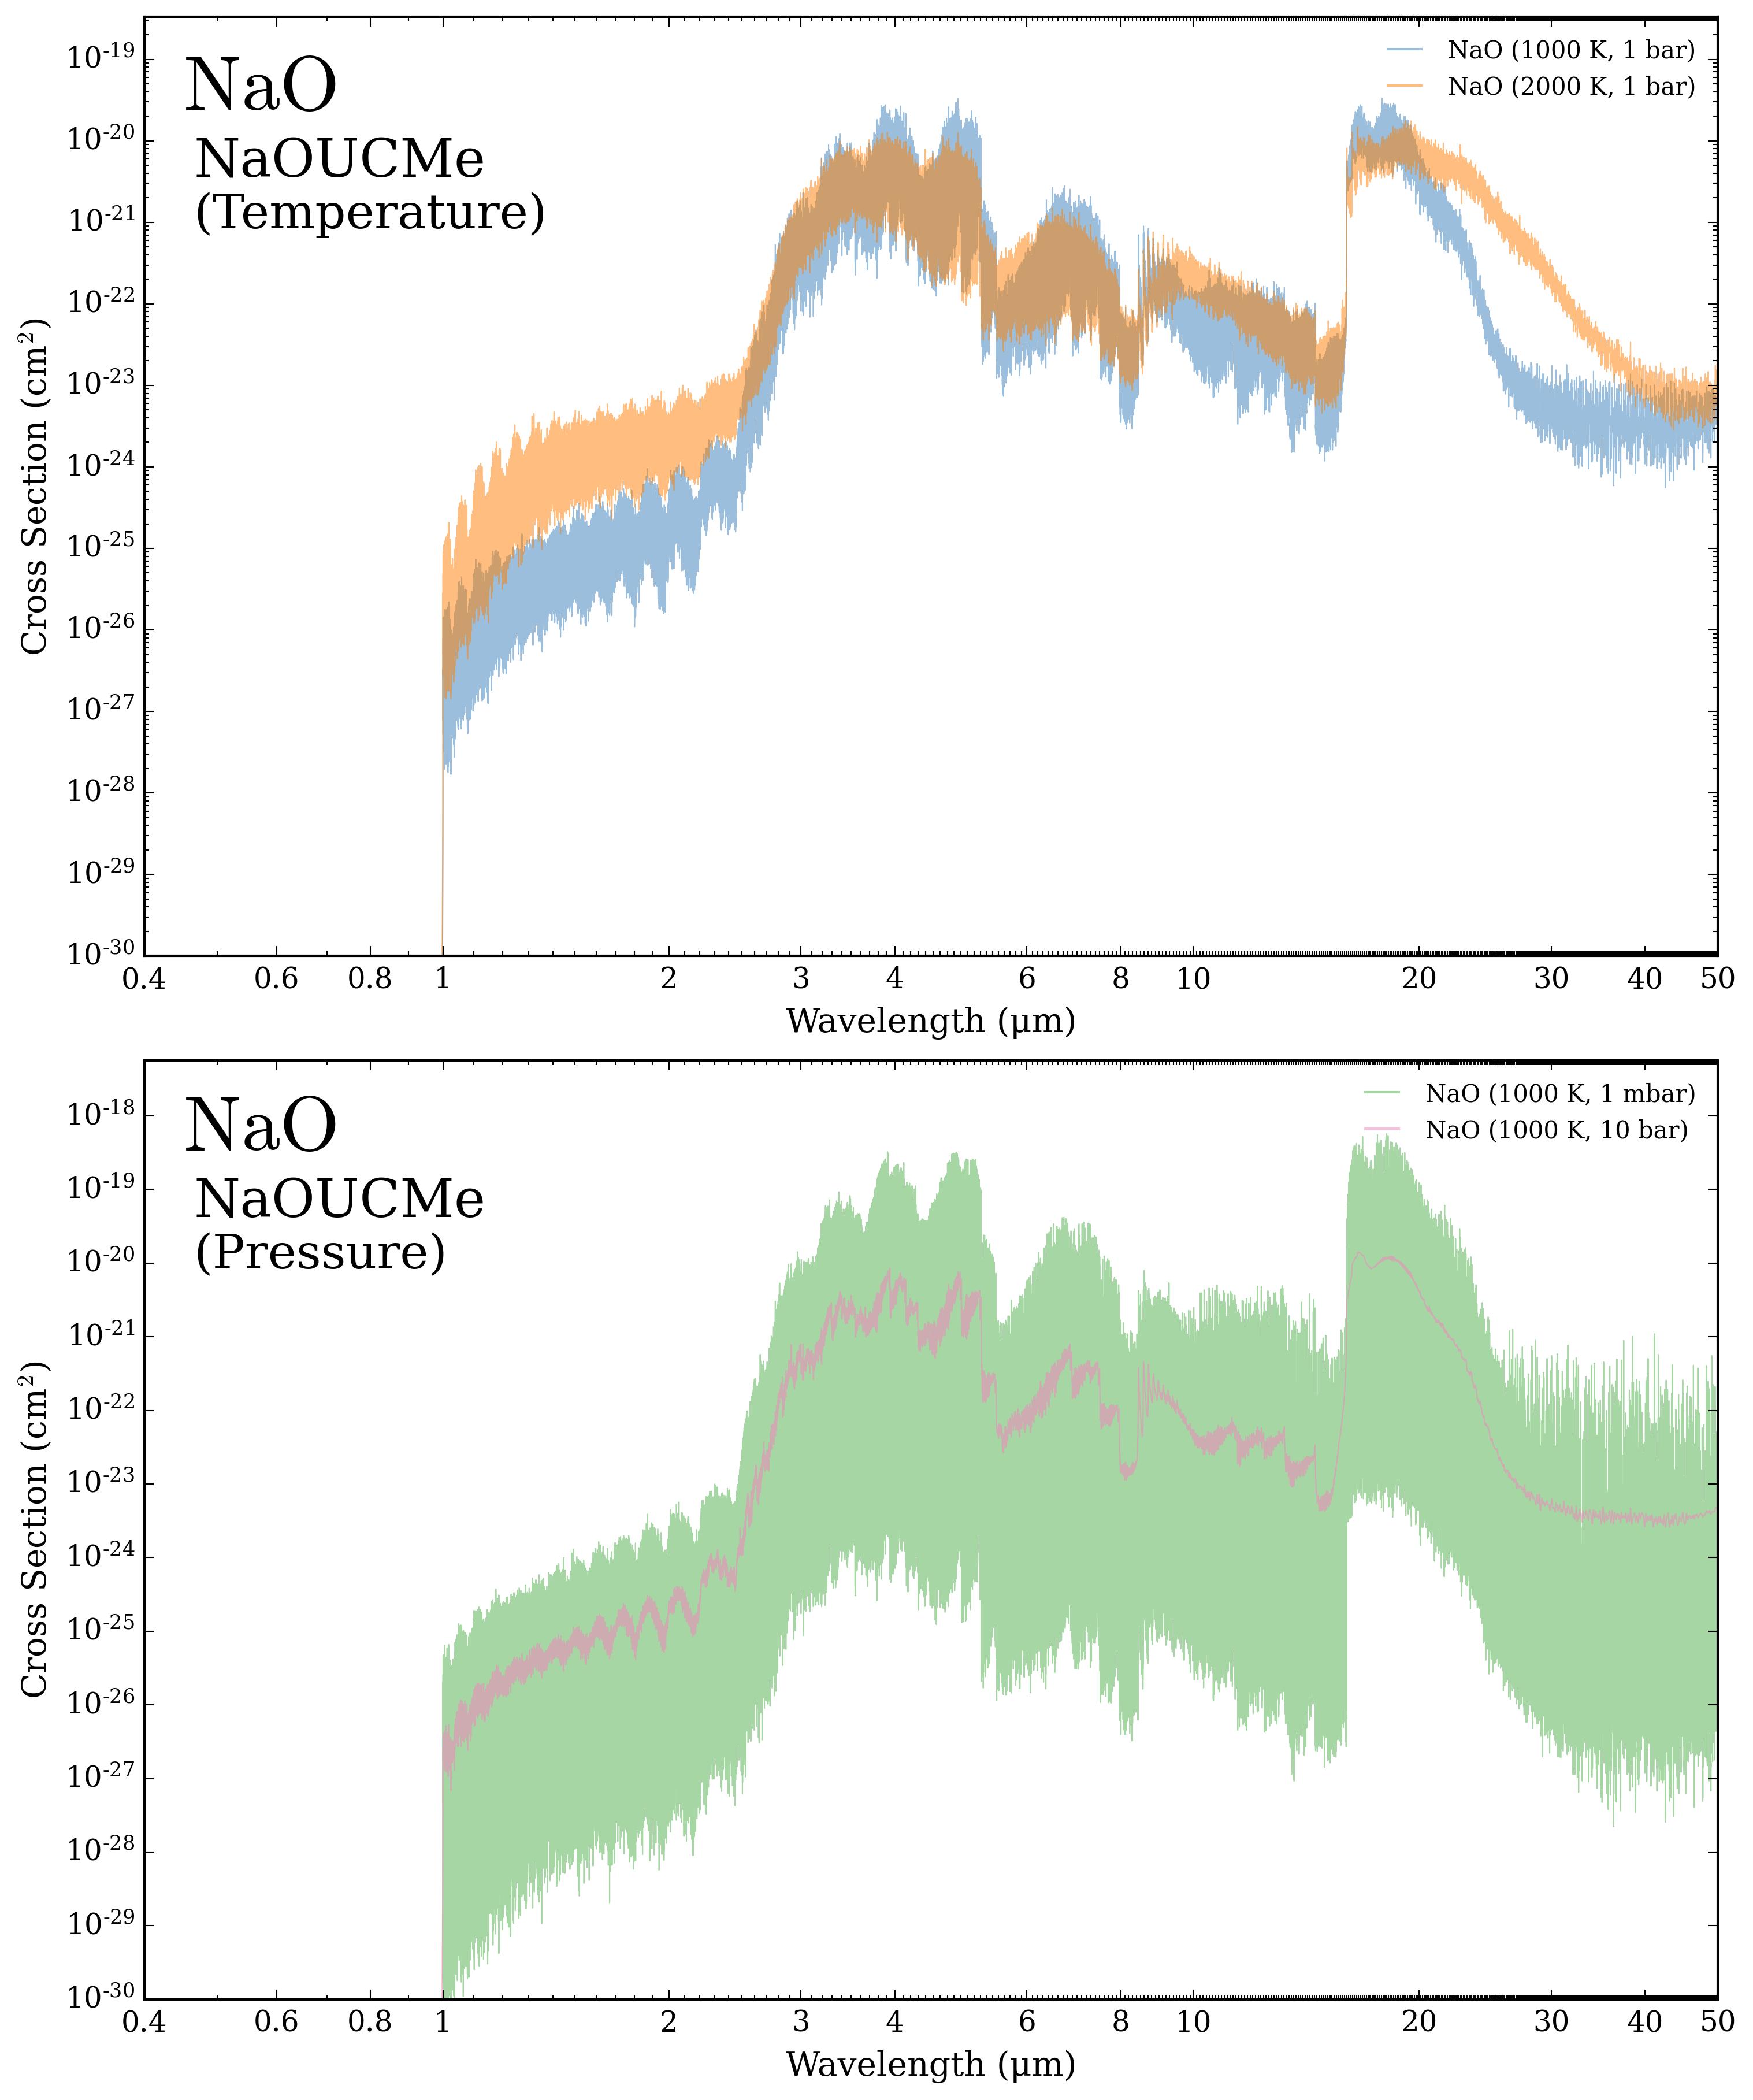 NaO
NaOUCMe
(Temperature)
NaO (1000 K, 1 bar)
NaO (2000 K, 1 bar)
Cross Section (cm²)
10⁻¹⁹
10⁻²⁰
10⁻²¹
10⁻²²
10⁻²³
10⁻²⁴
10⁻²⁵
10⁻²⁶
10⁻²⁷
10⁻²⁸
10⁻²⁹
10⁻³⁰
0.4 0.6 0.8 1 2 3 4 6 8 10 20 30 40 50
Wavelength (μm)
NaO
NaOUCMe
(Pressure)
NaO (1000 K, 1 mbar)
NaO (1000 K, 10 bar)
Cross Section (cm²)
10⁻¹⁸
10⁻¹⁹
10⁻²⁰
10⁻²¹
10⁻²²
10⁻²³
10⁻²⁴
10⁻²⁵
10⁻²⁶
10⁻²⁷
10⁻²⁸
10⁻²⁹
10⁻³⁰
0.4 0.6 0.8 1 2 3 4 6 8 10 20 30 40 50
Wavelength (μm)